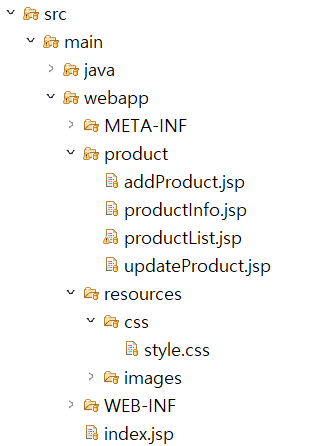 src
main
java
webapp
META-INF
product
addProduct.jsp
productInfo.jsp
productList.jsp
updateProduct.jsp
resources
css
style.css
images
WEB-INF
index.jsp